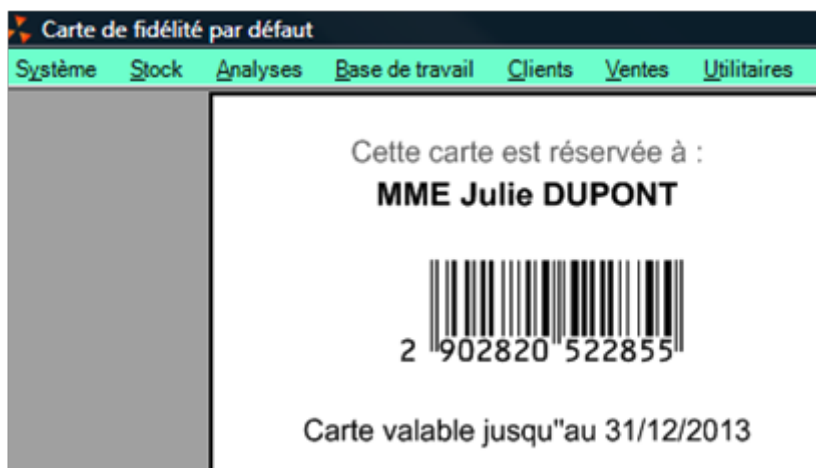 Carte de fidélité par défaut
Système Stock Analyses Base de travail Clients Ventes Utilitaires
Cette carte est réservée à :
MME Julie DUPONT
2 902820 522855
Carte valable jusqu"au 31/12/2013